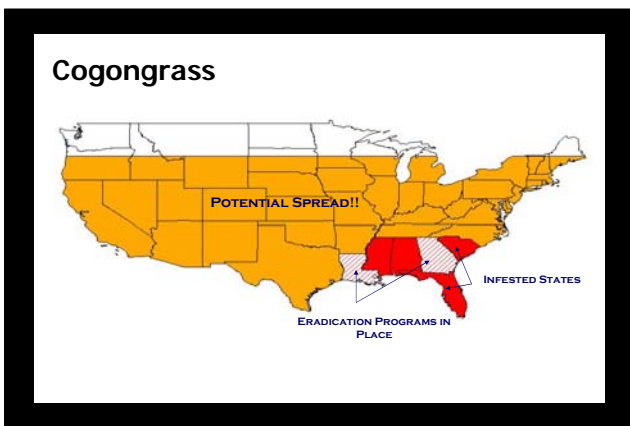 Cogongrass
Potential Spread!!
Infested States
Eradication Programs in
Place